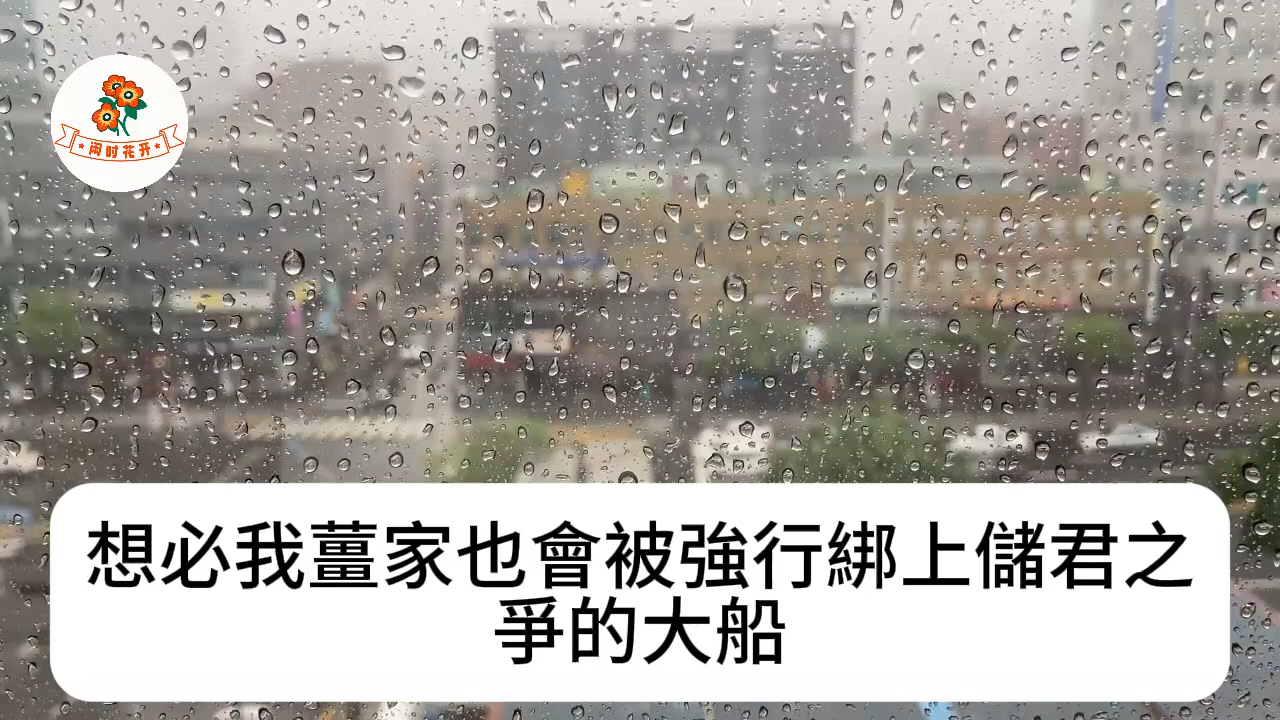 闲时花开
想必我薑家也會被強行綁上儲君之
爭的大船